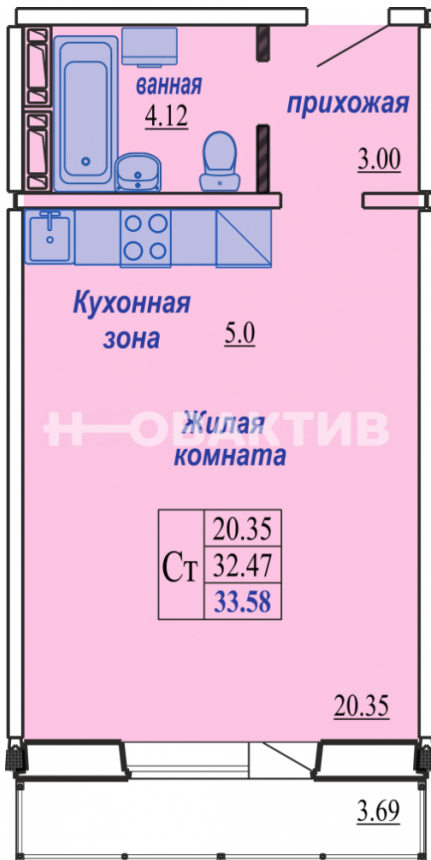 ванная
4.12
прихожая
3.00
Кухонная
зона
5.0
Н—ОВАКТИВ
Жилая
комната
Ст
20.35
32.47
33.58
20.35
3.69